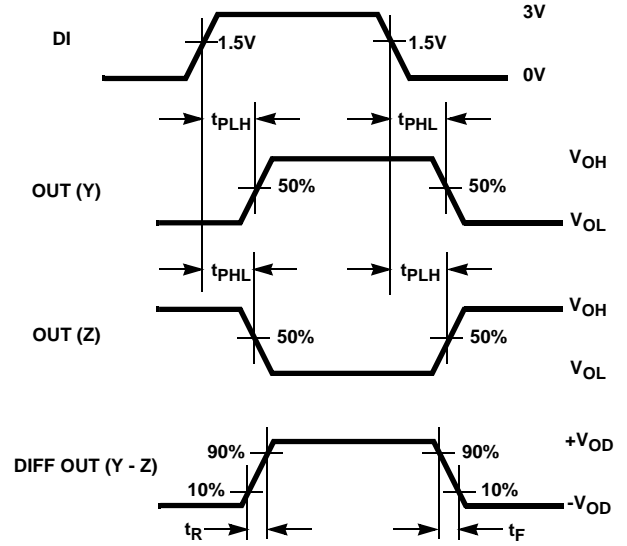 3V
DI
1.5V
1.5V
0V
tPLH
tPHL
VOH
OUT (Y)
50%
50%
VOL
tPHL
tPLH
VOH
OUT (Z)
50%
50%
VOL
+VOD
DIFF OUT (Y - Z)
90%
90%
10%
10%
-VOD
tR
tF